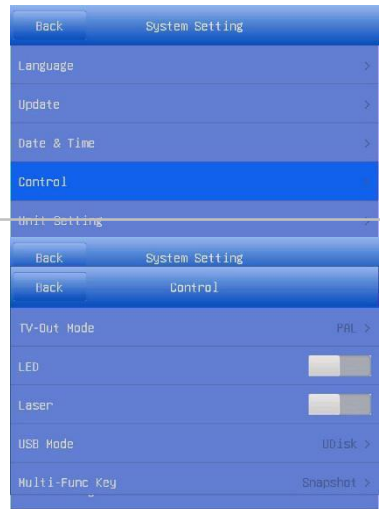 Back System Setting
Language
Update
Date & Time
Control
Unit Setting
Back System Setting
Back Control
TV-Out Mode PAL
LED
Laser
USB Mode UDisk
Multi-Func Key Snapshot